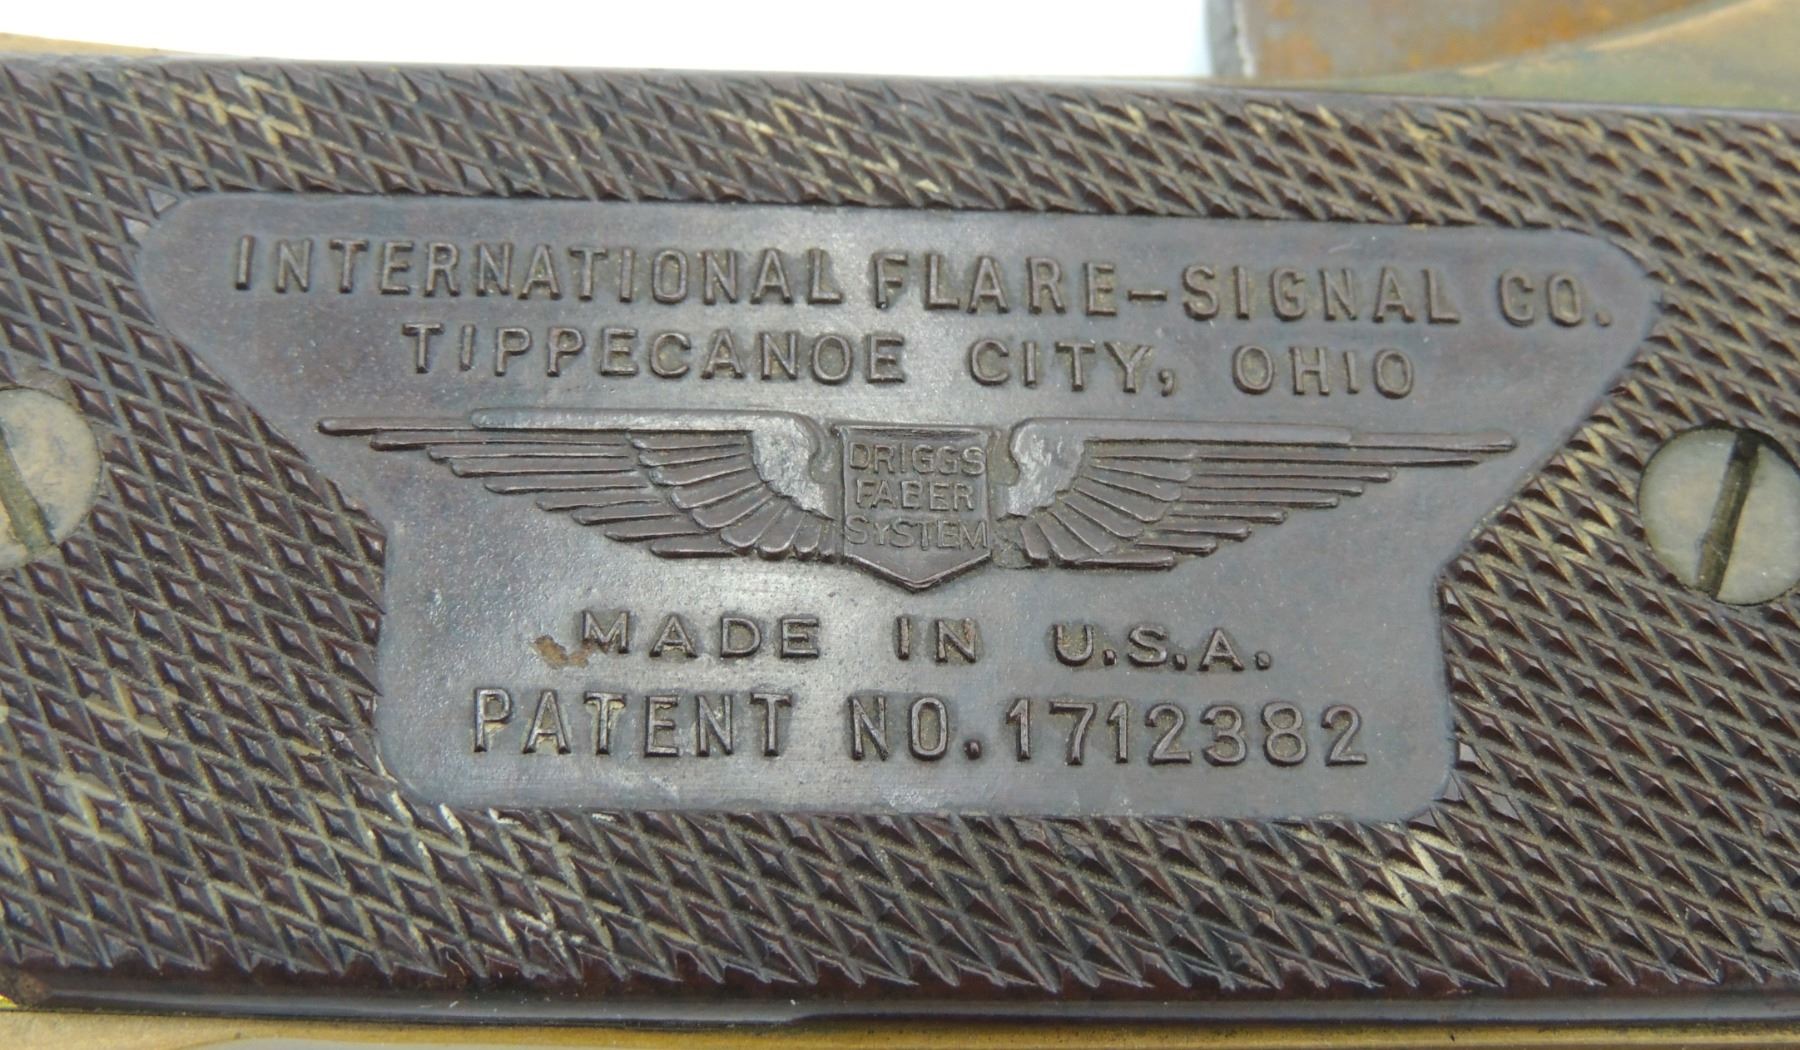 INTERNATIONAL FLARE-SIGNAL CO.
TIPPECANOE CITY, OHIO
DRIGGS
FABER
SYSTEM
MADE IN U.S.A.
PATENT NO. 1712382